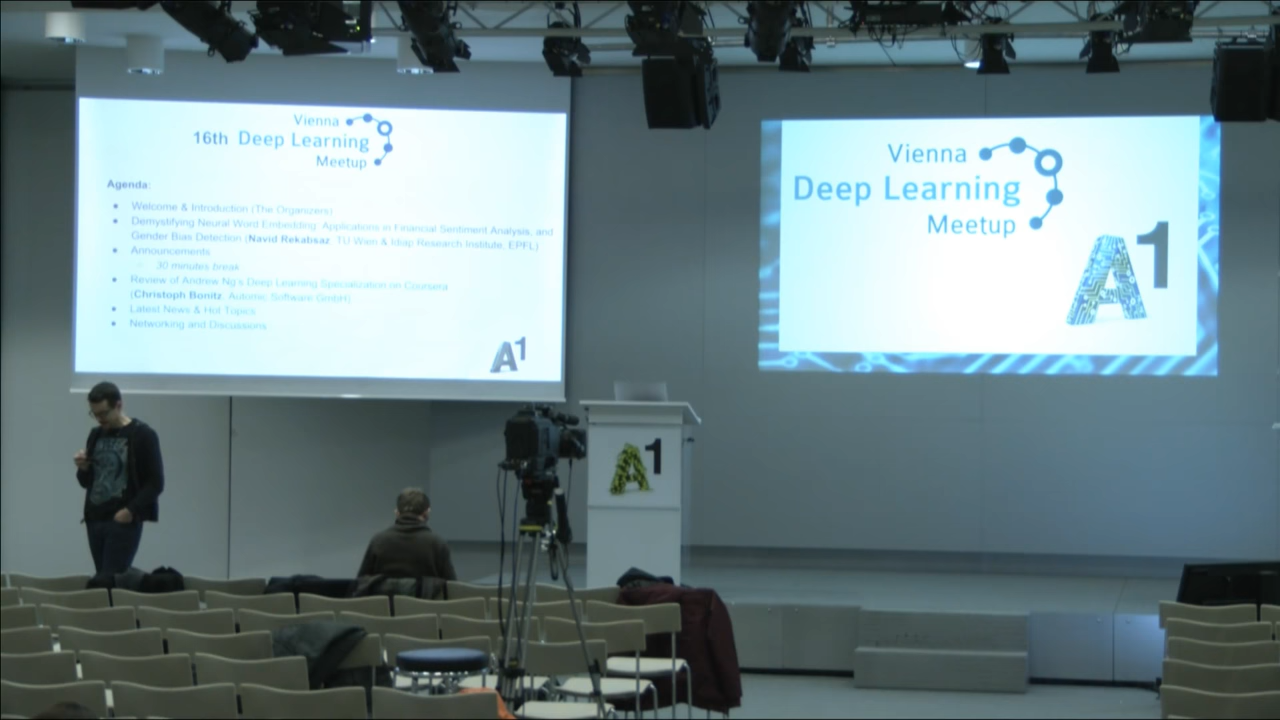 Vienna
16th Deep Learning
Meetup
Agenda:
Welcome & Introduction (The Organizers)
Demystifying Neural Word Embedding: Applications in Financial Sentiment Analysis, and
Gender Bias Detection (Navid Rekabsaz, TU Wien & Idiap Research Institute, EPFL)
Announcements
30 minutes break
Review of Andrew Ng's Deep Learning Specialization on Coursera
(Christoph Bonitz, Automic Software GmbH)
Latest News & Hot Topics
Networking and Discussions
A1
Vienna
Deep Learning
Meetup
A1
A1